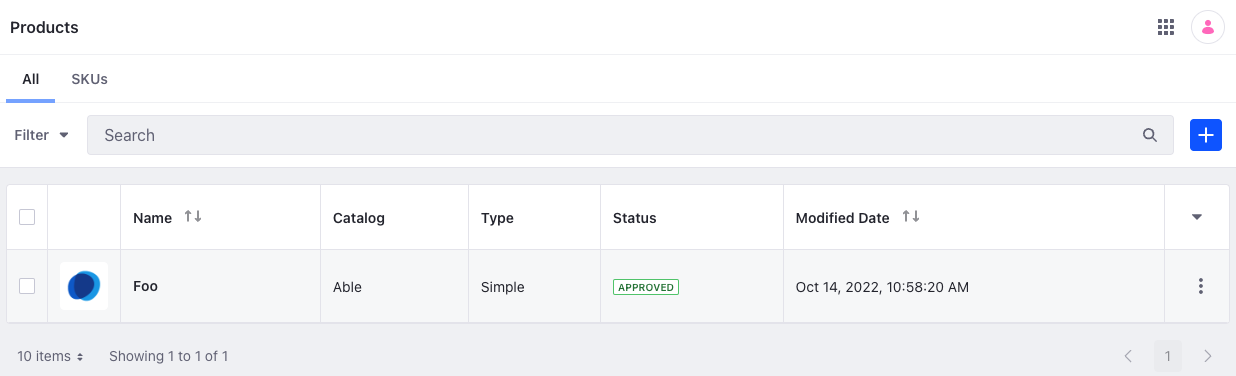 Products
All SKUs
Filter Search
Name Catalog Type Status Modified Date
Foo Able Simple APPROVED Oct 14, 2022, 10:58:20 AM
10 items Showing 1 to 1 of 1 1